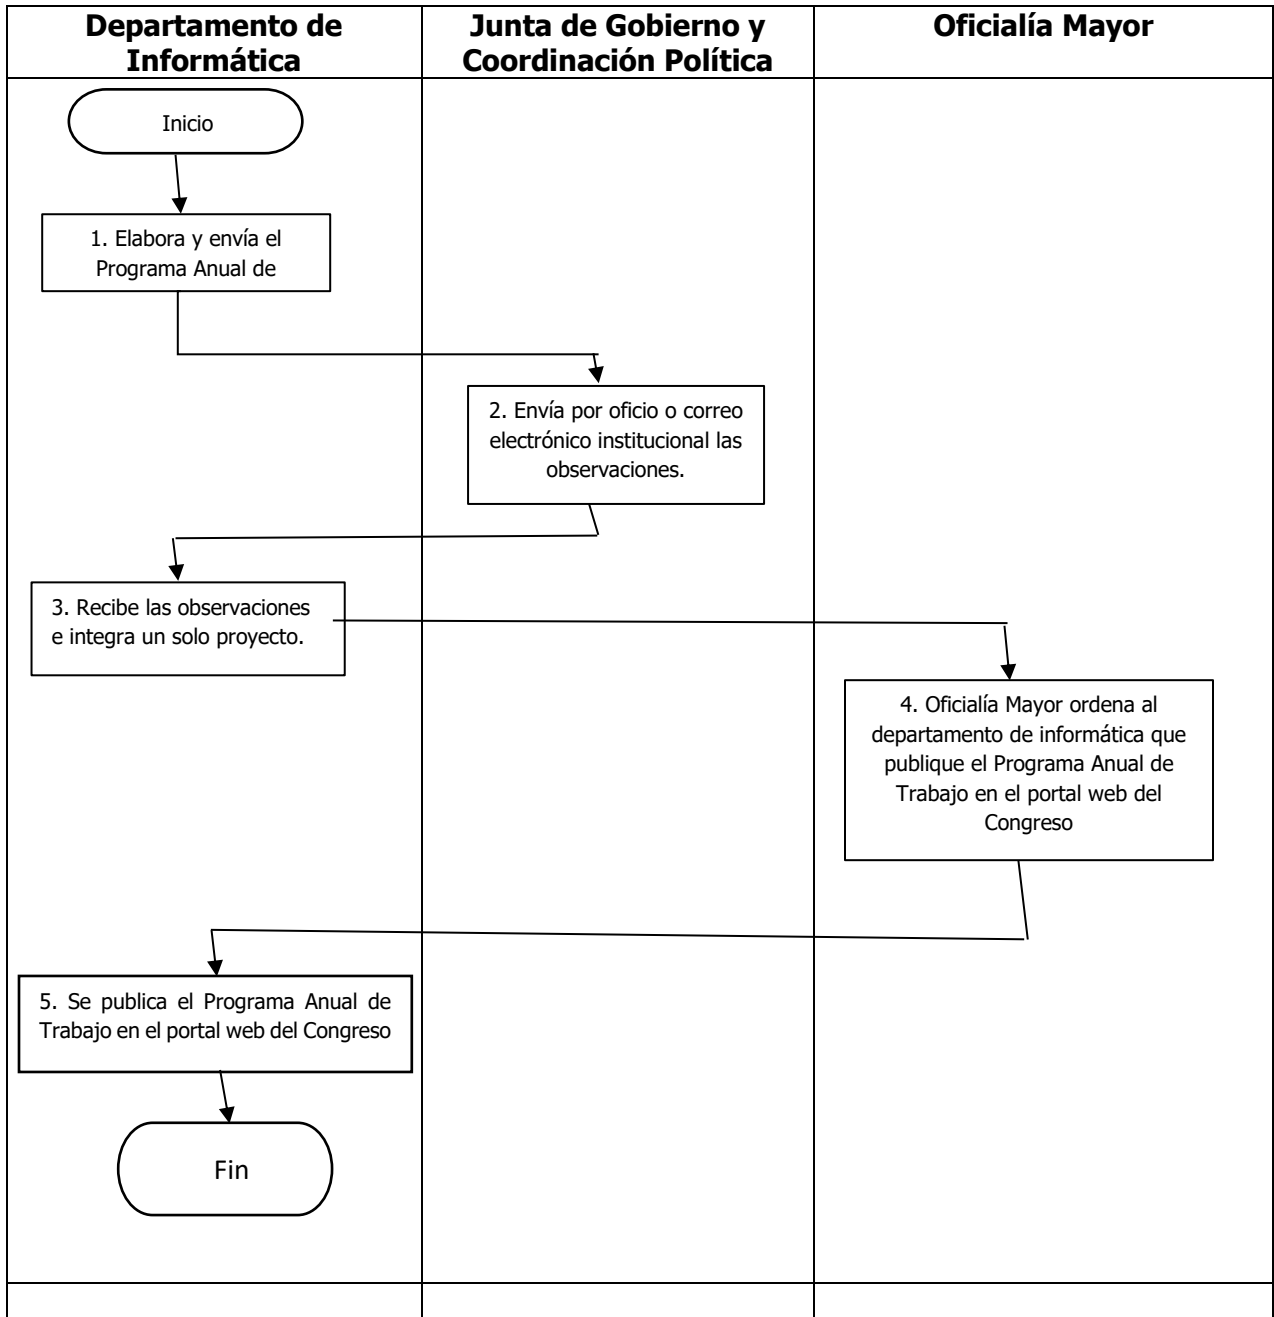 Departamento de
Informática
Junta de Gobierno y
Coordinación Política
Oficialía Mayor
Inicio
1. Elabora y envía el
Programa Anual de
2. Envía por oficio o correo
electrónico institucional las
observaciones.
3. Recibe las observaciones
e integra un solo proyecto.
4. Oficialía Mayor ordena al
departamento de informática que
publique el Programa Anual de
Trabajo en el portal web del
Congreso
5. Se publica el Programa Anual de
Trabajo en el portal web del Congreso
Fin